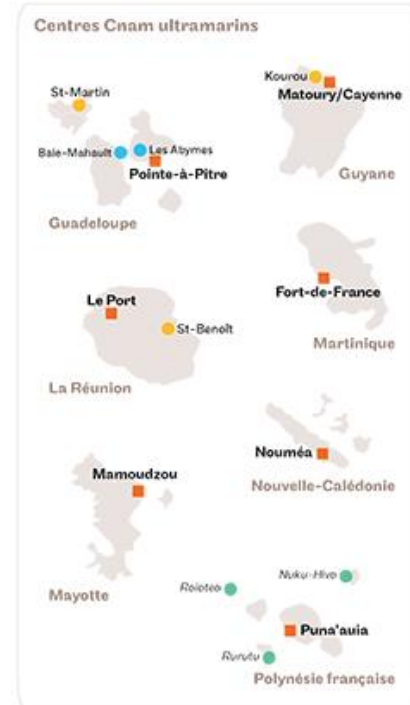 Centres Cnam ultramarins
St-Martin
Baie-Mahault
Les Abymes
Pointe-à-Pitre
Guadeloupe
Kourou
Matoury/Cayenne
Guyane
Le Port
St-Benoît
La Réunion
Fort-de-France
Martinique
Mamoudzou
Mayotte
Nouméa
Nouvelle-Calédonie
Raiatea
Nuku-Hiva
Puna'auia
Rurutu
Polynésie française